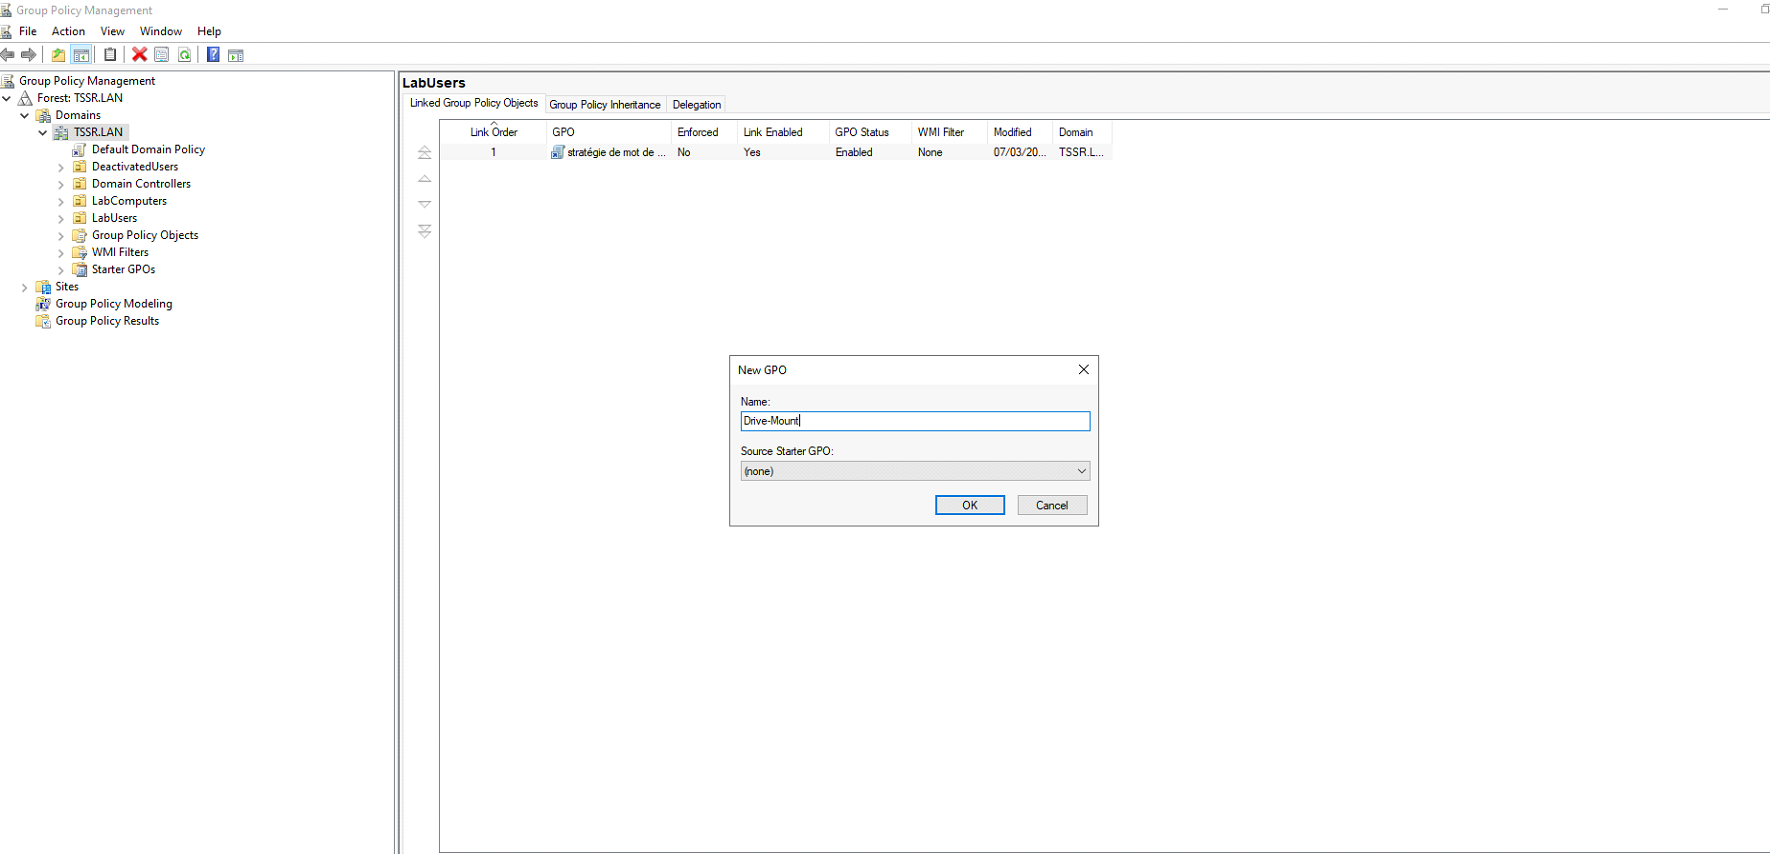 Group Policy Management
File Action View Window Help
Group Policy Management
Forest: TSSR.LAN
Domains
TSSR.LAN
Default Domain Policy
DeactivatedUsers
Domain Controllers
LabComputers
LabUsers
Group Policy Objects
WMI Filters
Starter GPOs
Sites
Group Policy Modeling
Group Policy Results
LabUsers
Linked Group Policy Objects Group Policy Inheritance Delegation
Link Order GPO Enforced Link Enabled GPO Status WMI Filter Modified Domain
1 stratégie de mot de ... No Yes Enabled None 07/03/20... TSSR.L...
New GPO
Name:
Drive-Mount
Source Starter GPO:
(none)
OK Cancel